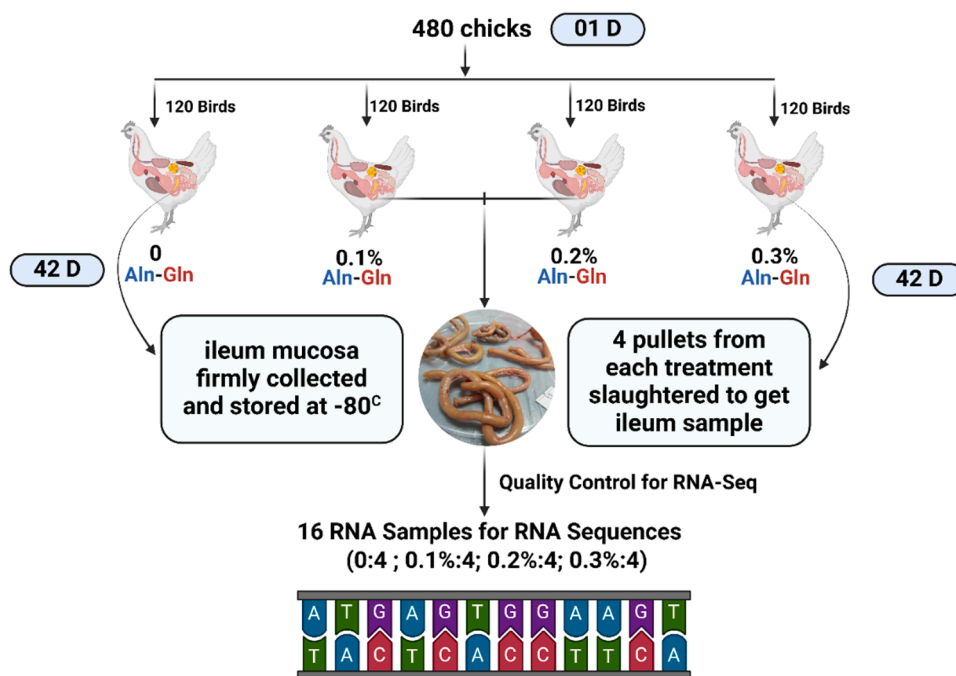 480 chicks
01 D
120 Birds
120 Birds
120 Birds
120 Birds
0
Aln-Gln
0.1%
Aln-Gln
0.2%
Aln-Gln
0.3%
Aln-Gln
42 D
42 D
ileum mucosa
firmly collected
and stored at -80ᶜ
4 pullets from
each treatment
slaughtered to get
ileum sample
Quality Control for RNA-Seq
16 RNA Samples for RNA Sequences
(0:4 ; 0.1%:4; 0.2%:4; 0.3%:4)
A T G A G T G G A A G T
T A C T C A C C T T C A